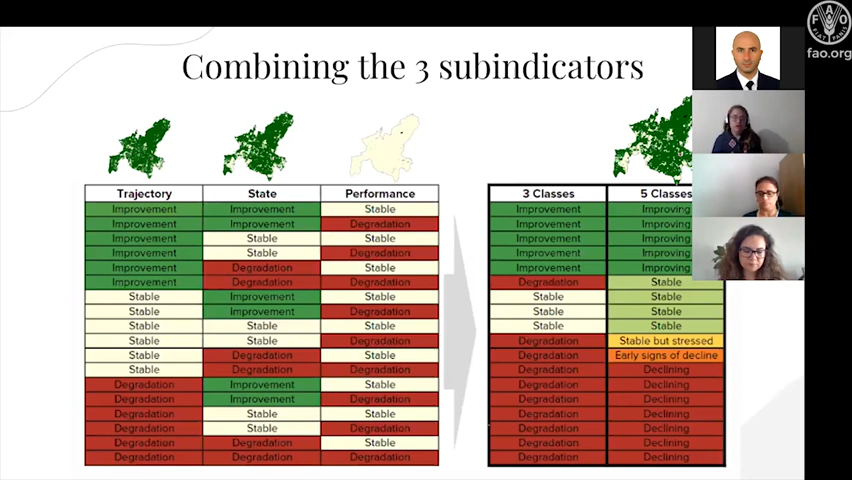 Combining the 3 subindicators
FAO
FIAT PANIS
fao.org
Trajectory State Performance 3 Classes 5 Classes
Improvement Improvement Stable Improvement Improving
Improvement Improvement Degradation Improvement Improving
Improvement Stable Stable Improvement Improving
Improvement Stable Degradation Improvement Improving
Improvement Degradation Stable Improvement Improving
Improvement Degradation Degradation Degradation Stable
Stable Improvement Stable Stable Stable
Stable Improvement Degradation Stable Stable
Stable Stable Stable Stable Stable
Stable Stable Degradation Degradation Stable but stressed
Stable Degradation Stable Degradation Early signs of decline
Stable Degradation Degradation Degradation Declining
Degradation Improvement Stable Degradation Declining
Degradation Improvement Degradation Degradation Declining
Degradation Stable Stable Degradation Declining
Degradation Stable Degradation Degradation Declining
Degradation Degradation Stable Degradation Declining
Degradation Degradation Degradation Degradation Declining